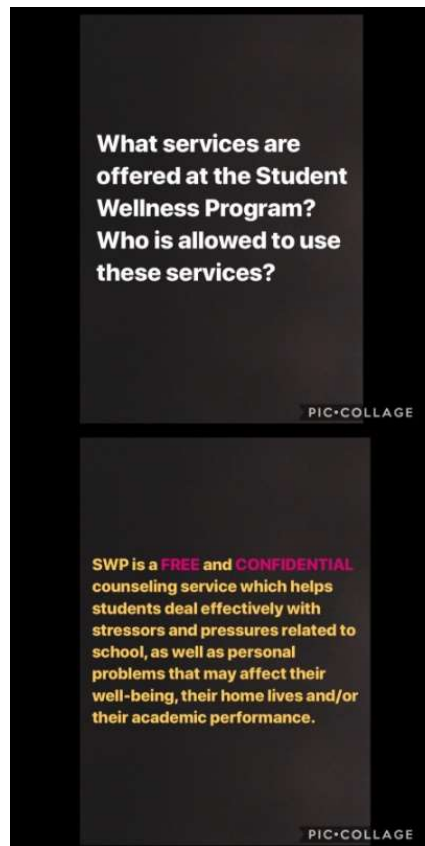 What services are
offered at the Student
Wellness Program?
Who is allowed to use
these services?
PIC•COLLAGE
SWP is a FREE and CONFIDENTIAL
counseling service which helps
students deal effectively with
stressors and pressures related to
school, as well as personal
problems that may affect their
well-being, their home lives and/or
their academic performance.
PIC•COLLAGE